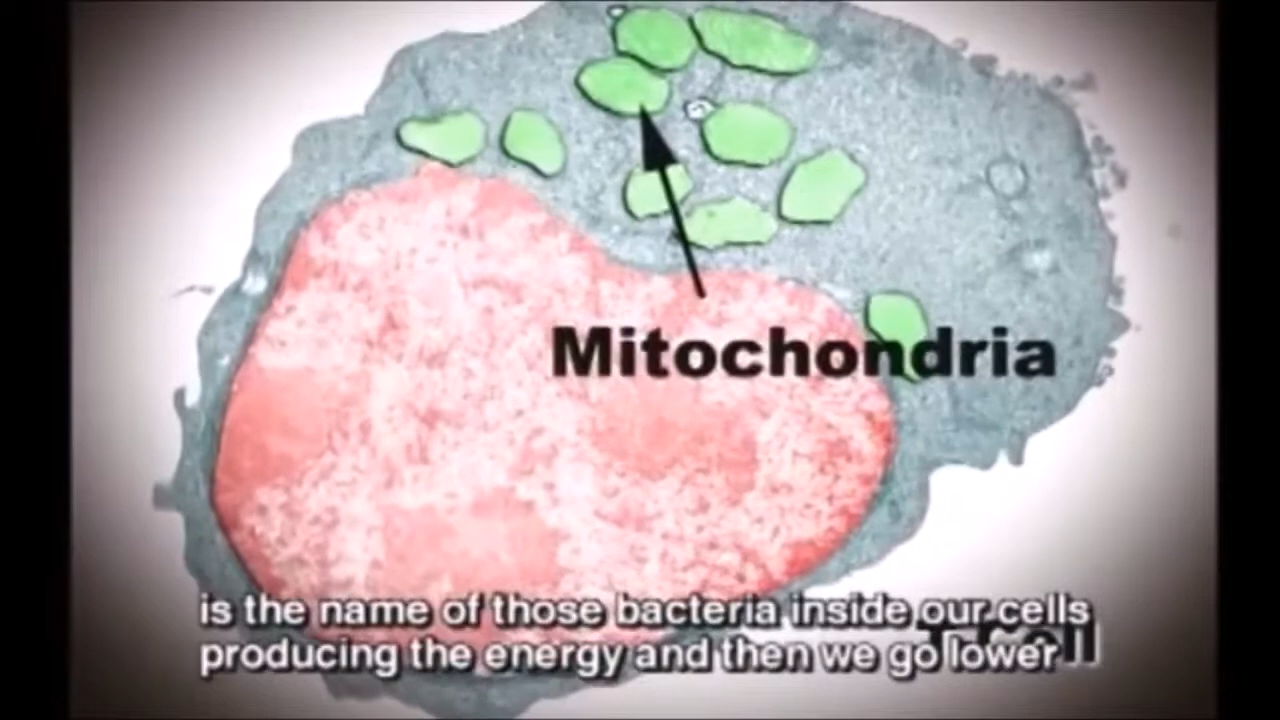 Mitochondria
is the name of those bacteria inside our cells
producing the energy and then we go lower